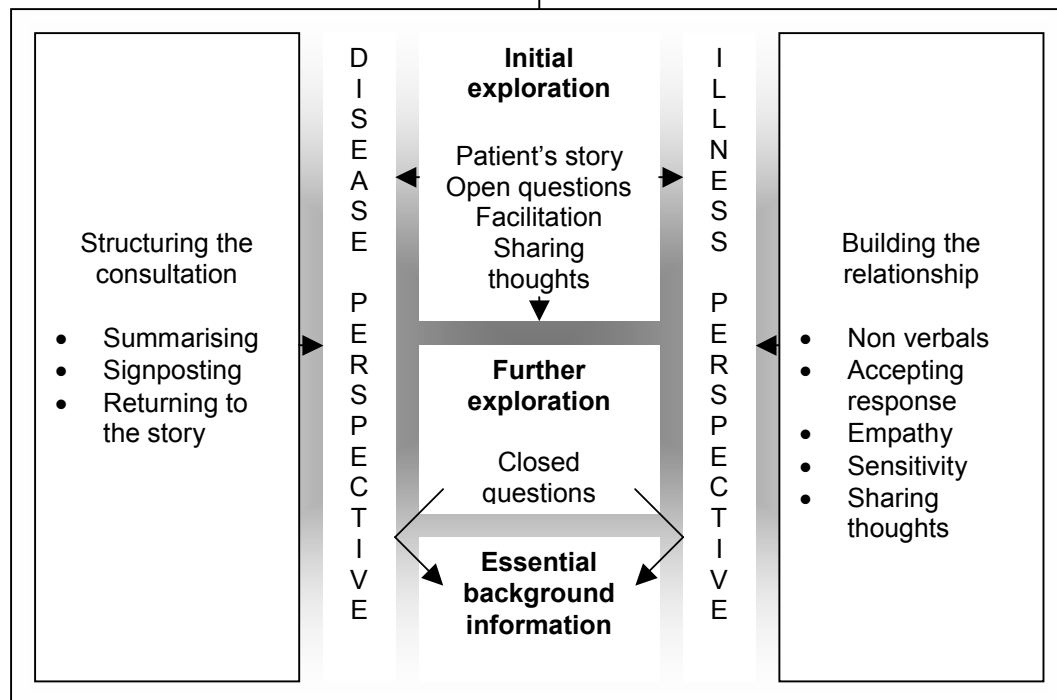 Structuring the
consultation
• Summarising
• Signposting
• Returning to
the story
D
I
S
E
A
S
E
P
E
R
S
P
E
C
T
I
V
E
Initial
exploration
Patient's story
Open questions
Facilitation
Sharing
thoughts
Further
exploration
Closed
questions
Essential
background
information
I
L
L
N
E
S
S
P
E
R
S
P
E
C
T
I
V
E
Building the
relationship
• Non verbals
• Accepting
response
• Empathy
• Sensitivity
• Sharing
thoughts